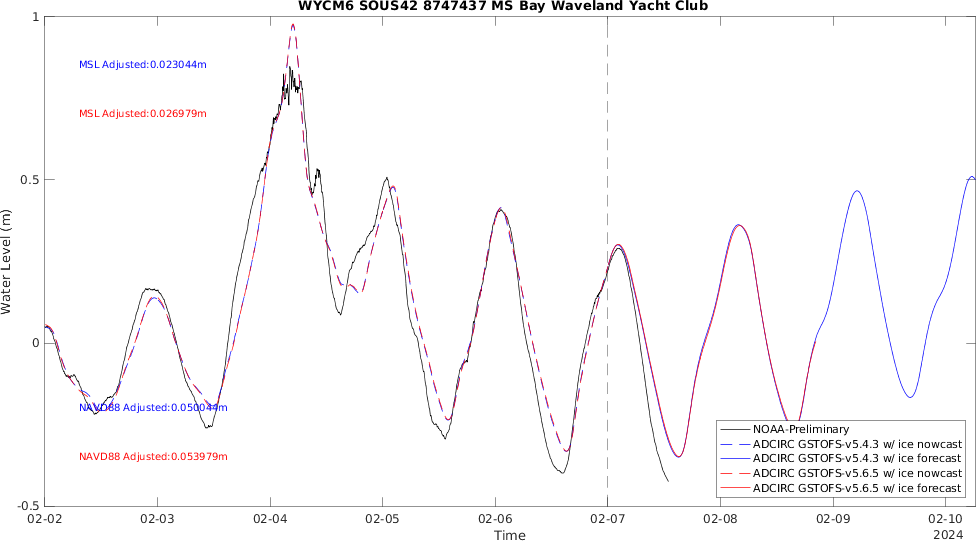 WYCM6 SOUS42 8747437 MS Bay Waveland Yacht Club
1
MSL Adjusted:0.023044m
MSL Adjusted:0.026979m
0.5
Water Level (m)
0
NAVD88 Adjusted:0.050044m
NAVD88 Adjusted:0.053979m
-0.5
NOAA-Preliminary
ADCIRC GSTOFS-v5.4.3 w/ ice nowcast
ADCIRC GSTOFS-v5.4.3 w/ ice forecast
ADCIRC GSTOFS-v5.6.5 w/ ice nowcast
ADCIRC GSTOFS-v5.6.5 w/ ice forecast
02-02 02-03 02-04 02-05 02-06 02-07 02-08 02-09 02-10
Time
2024